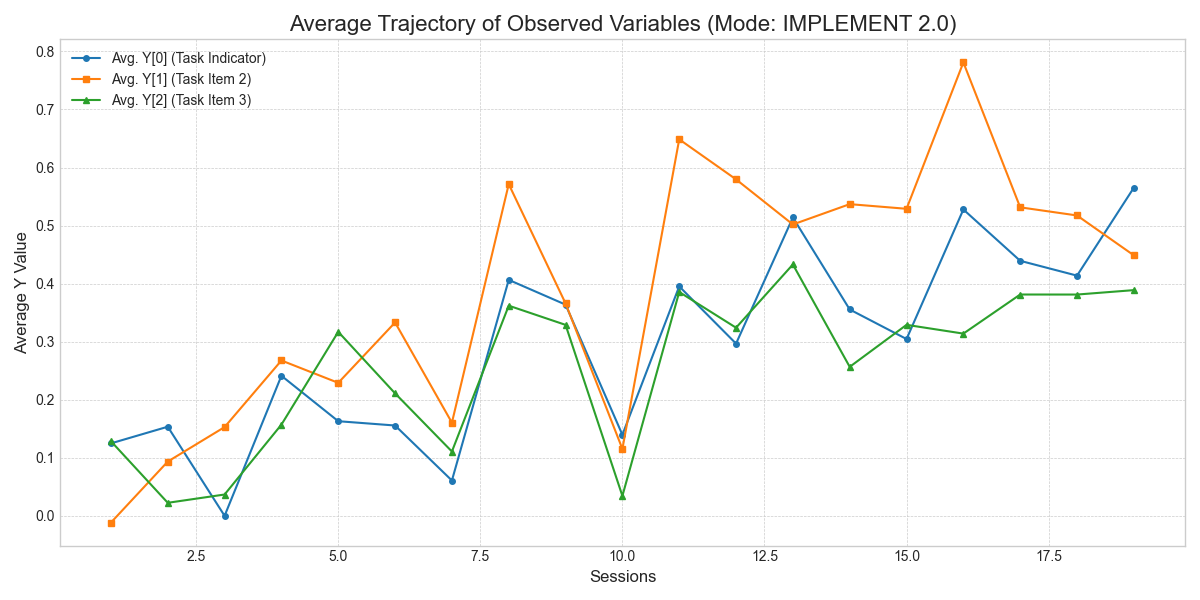 Average Trajectory of Observed Variables (Mode: IMPLEMENT 2.0)
Avg. Y[0] (Task Indicator)
Avg. Y[1] (Task Item 2)
Avg. Y[2] (Task Item 3)
Average Y Value
0.8
0.7
0.6
0.5
0.4
0.3
0.2
0.1
0.0
2.5 5.0 7.5 10.0 12.5 15.0 17.5
Sessions